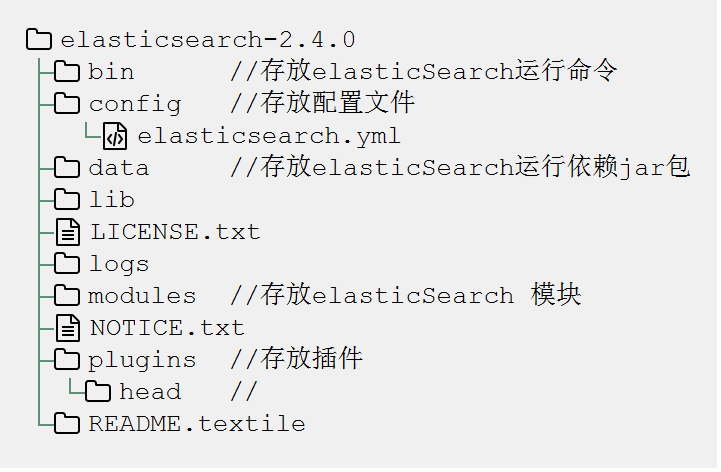 elasticsearch-2.4.0
bin //存放elasticSearch运行命令
config //存放配置文件
elasticsearch.yml
data //存放elasticSearch运行依赖jar包
lib
LICENSE.txt
logs
modules //存放elasticSearch 模块
NOTICE.txt
plugins //存放插件
head //
README.textile